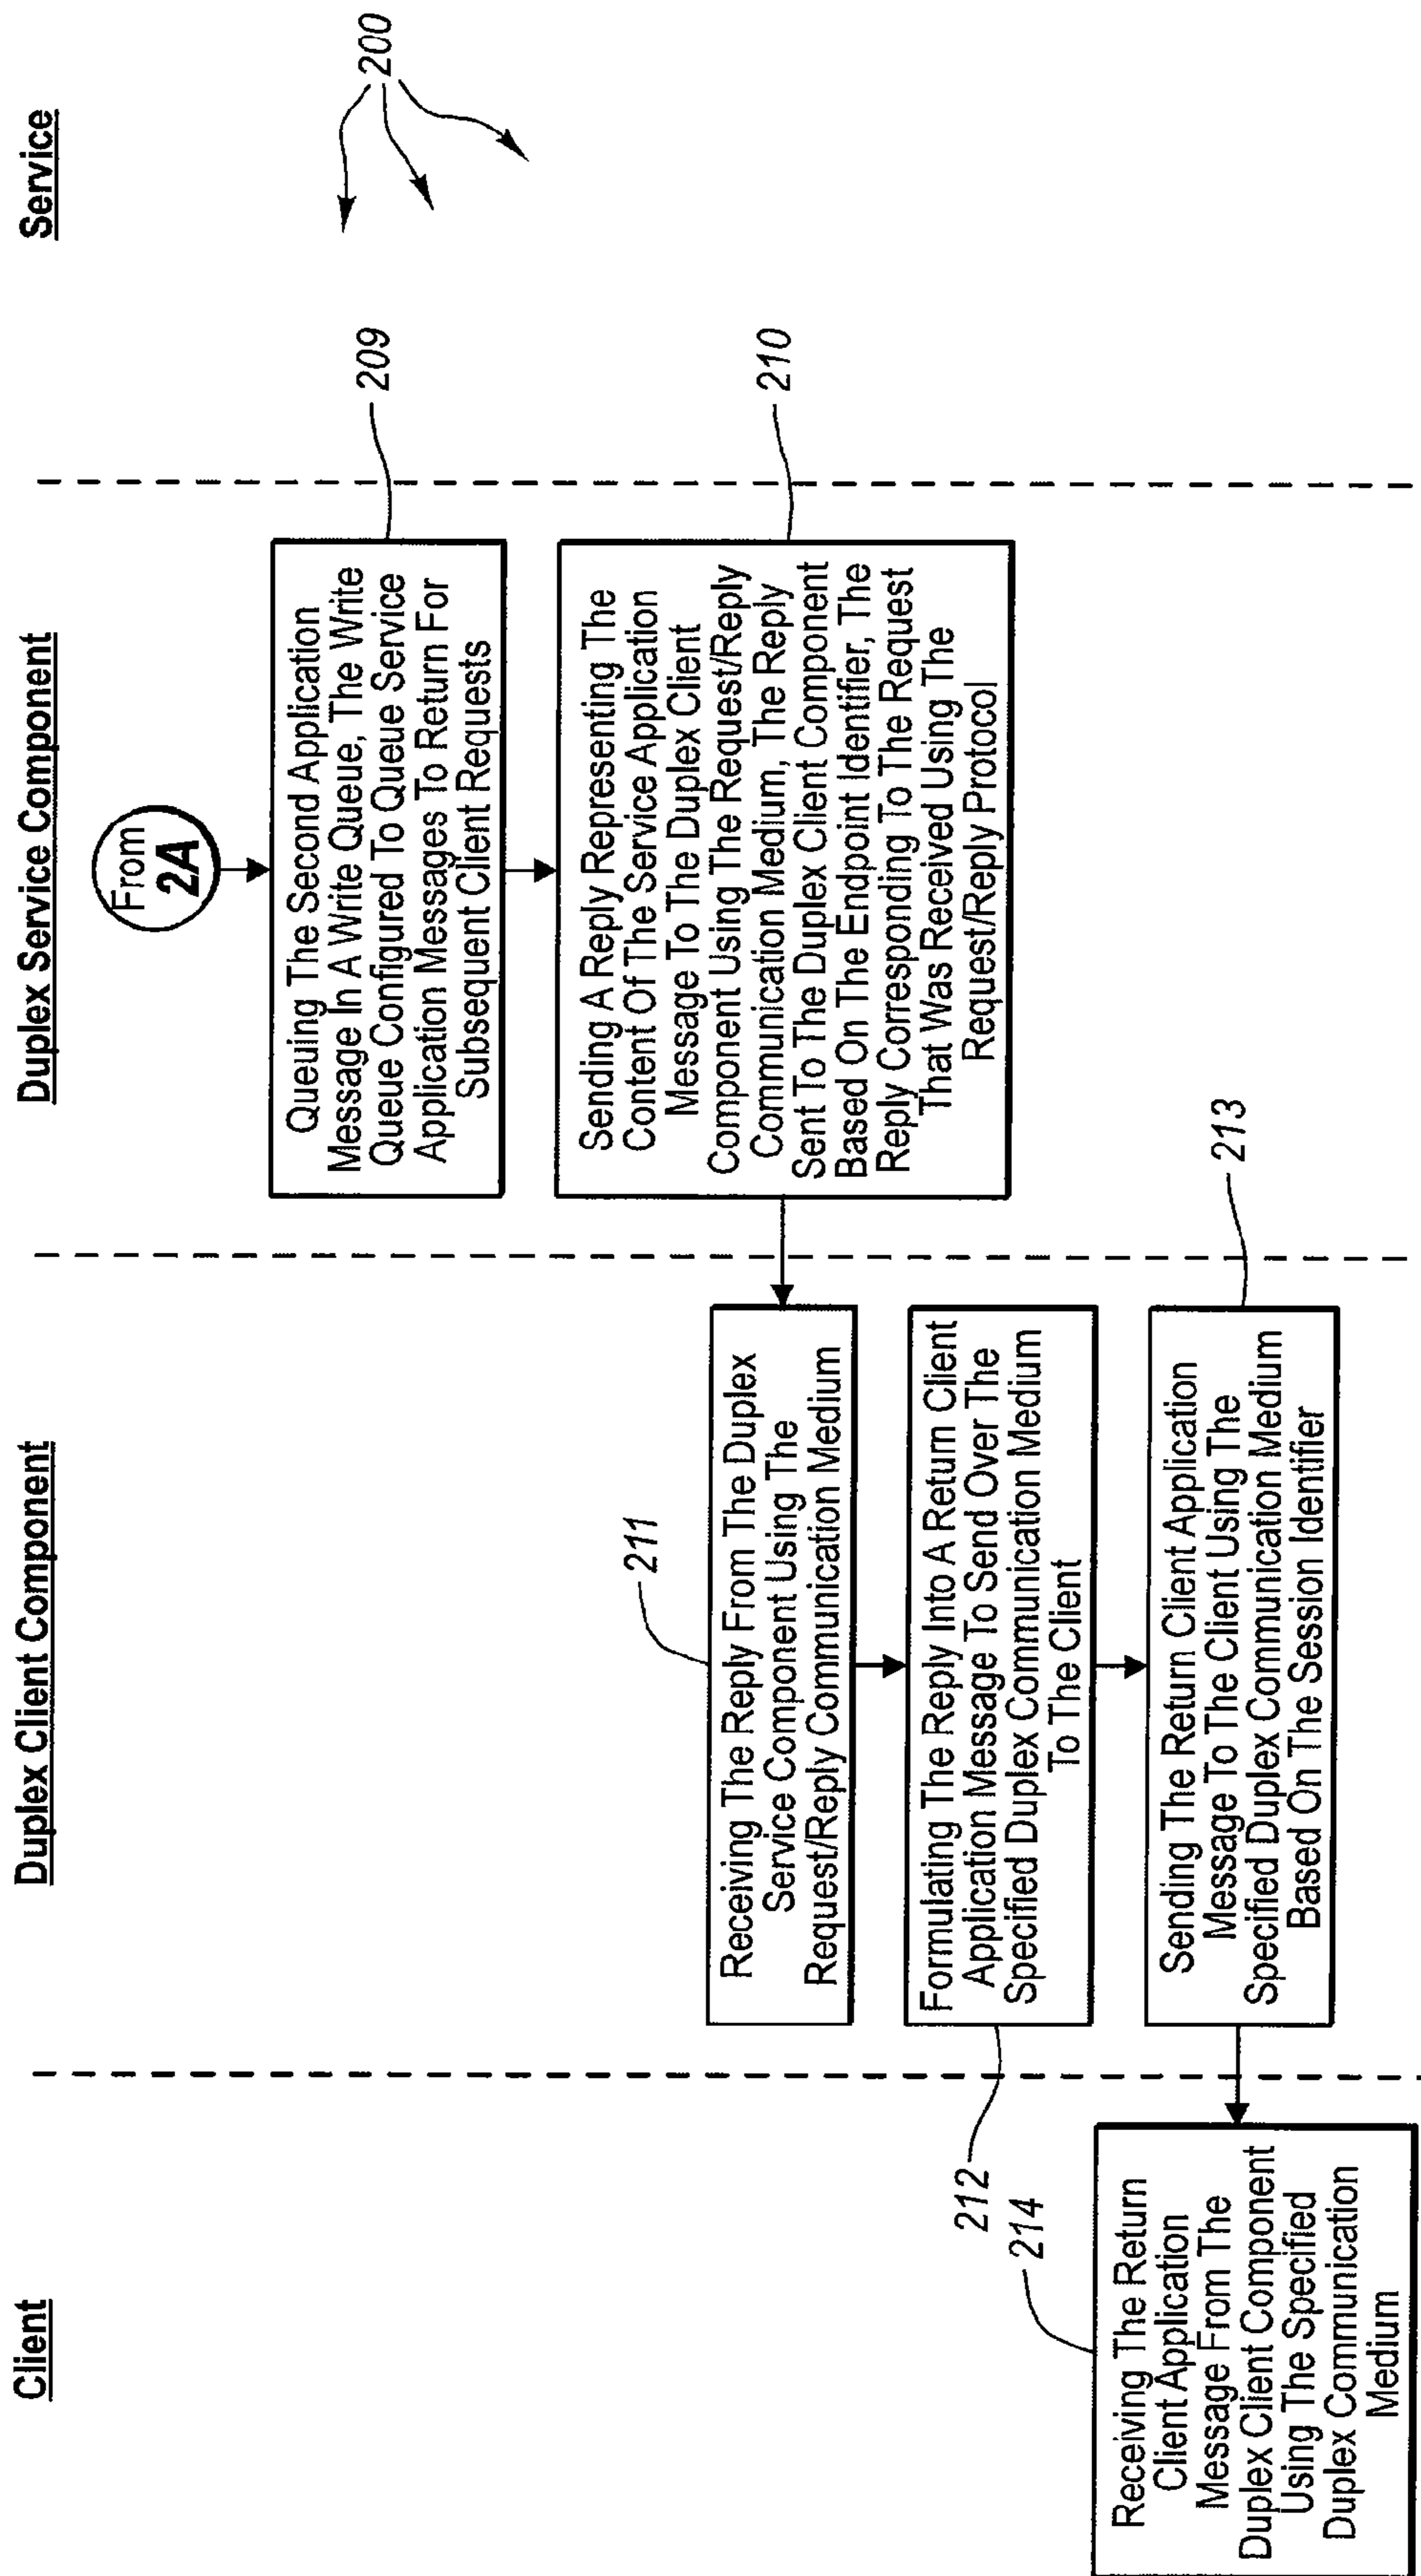 Client
Duplex Client Component
Duplex Service Component
Service
200
From
2A
Queuing The Second Application
Message In A Write Queue, The Write
Queue Configured To Queue Service
Application Messages To Return For
Subsequent Client Requests
209
Sending A Reply Representing The
Content Of The Service Application
Message To The Duplex Client
Component Using The Request/Reply
Communication Medium, The Reply
Sent To The Duplex Client Component
Based On The Endpoint Identifier, The
Reply Corresponding To The Request
That Was Received Using The
Request/Reply Protocol
210
211
Receiving The Reply From The Duplex
Service Component Using The
Request/Reply Communication Medium
Formulating The Reply Into A Return Client
Application Message To Send Over The
Specified Duplex Communication Medium
To The Client
212
Sending The Return Client Application
Message To The Client Using The
Specified Duplex Communication Medium
Based On The Session Identifier
213
214
Receiving The Return
Client Application
Message From The
Duplex Client Component
Using The Specified
Duplex Communication
Medium